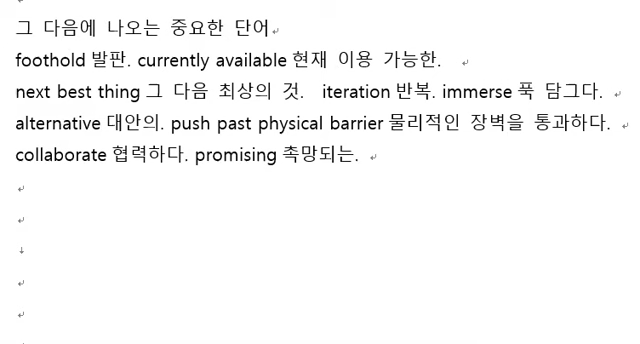 그 다음에 나오는 중요한 단어
foothold 발판. currently available 현재 이용 가능한.
next best thing 그 다음 최상의 것. iteration 반복. immerse 푹 담그다.
alternative 대안의. push past physical barrier 물리적인 장벽을 통과하다.
collaborate 협력하다. promising 촉망되는.